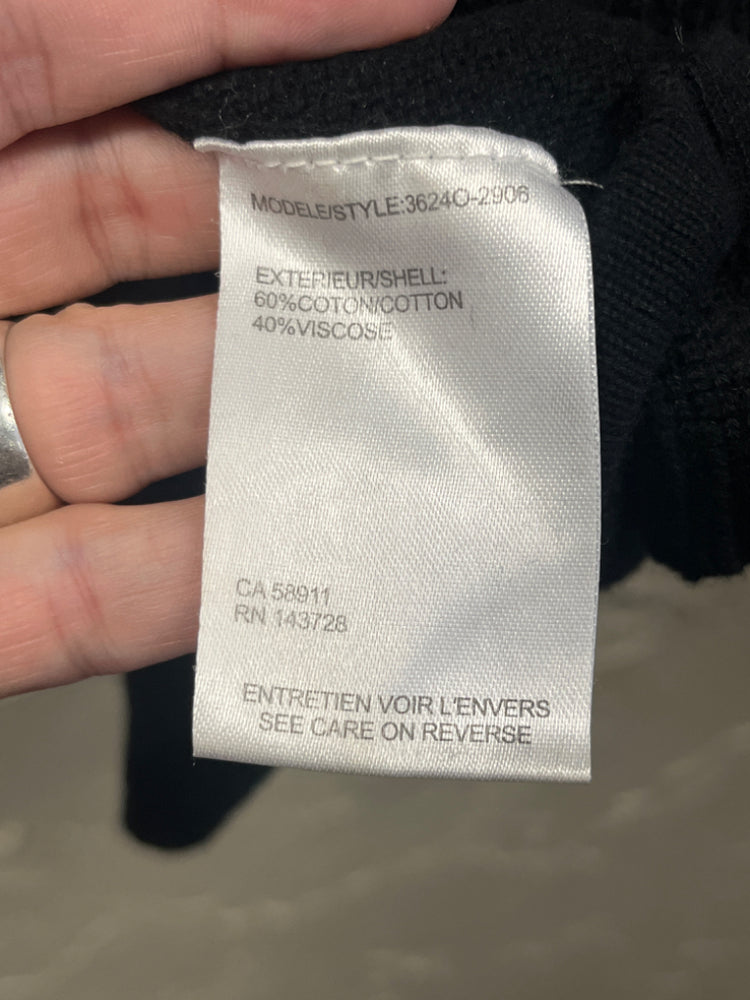 MODELE/STYLE:3624O-2906
EXTERIEUR/SHELL:
60%COTON/COTTON
40%VISCOSE
CA 58911
RN 143728
ENTRETIEN VOIR L'ENVERS
SEE CARE ON REVERSE